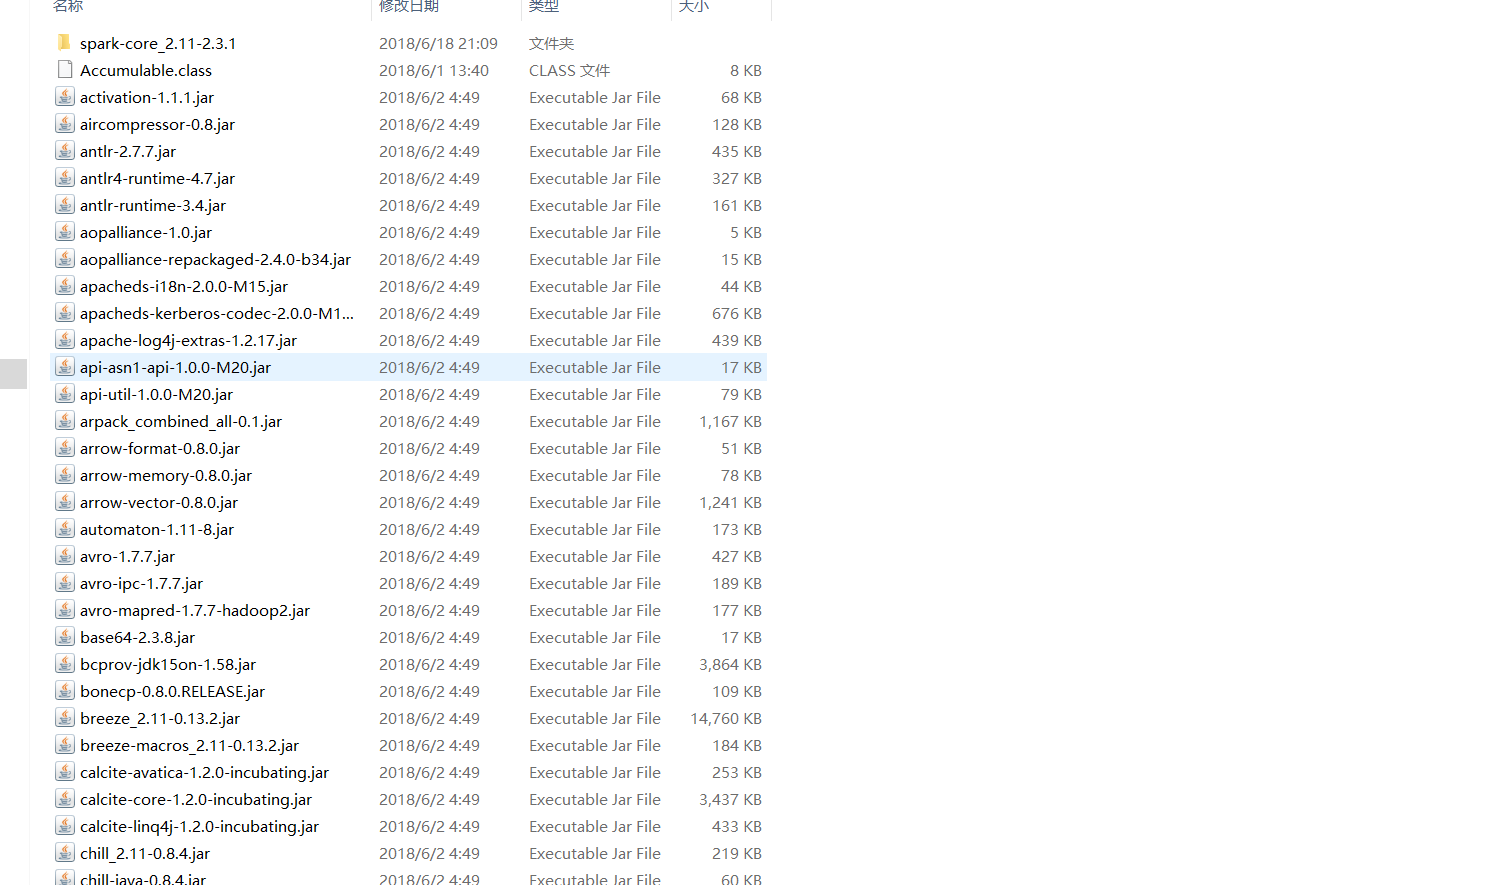 名称 修改日期 类型 大小
spark-core_2.11-2.3.1 2018/6/18 21:09 文件夹
Accumulable.class 2018/6/1 13:40 CLASS 文件 8 KB
activation-1.1.1.jar 2018/6/2 4:49 Executable Jar File 68 KB
aircompressor-0.8.jar 2018/6/2 4:49 Executable Jar File 128 KB
antlr-2.7.7.jar 2018/6/2 4:49 Executable Jar File 435 KB
antlr4-runtime-4.7.jar 2018/6/2 4:49 Executable Jar File 327 KB
antlr-runtime-3.4.jar 2018/6/2 4:49 Executable Jar File 161 KB
aopalliance-1.0.jar 2018/6/2 4:49 Executable Jar File 5 KB
aopalliance-repackaged-2.4.0-b34.jar 2018/6/2 4:49 Executable Jar File 15 KB
apacheds-i18n-2.0.0-M15.jar 2018/6/2 4:49 Executable Jar File 44 KB
apacheds-kerberos-codec-2.0.0-M1... 2018/6/2 4:49 Executable Jar File 676 KB
apache-log4j-extras-1.2.17.jar 2018/6/2 4:49 Executable Jar File 439 KB
api-asn1-api-1.0.0-M20.jar 2018/6/2 4:49 Executable Jar File 17 KB
api-util-1.0.0-M20.jar 2018/6/2 4:49 Executable Jar File 79 KB
arpack_combined_all-0.1.jar 2018/6/2 4:49 Executable Jar File 1,167 KB
arrow-format-0.8.0.jar 2018/6/2 4:49 Executable Jar File 51 KB
arrow-memory-0.8.0.jar 2018/6/2 4:49 Executable Jar File 78 KB
arrow-vector-0.8.0.jar 2018/6/2 4:49 Executable Jar File 1,241 KB
automaton-1.11-8.jar 2018/6/2 4:49 Executable Jar File 173 KB
avro-1.7.7.jar 2018/6/2 4:49 Executable Jar File 427 KB
avro-ipc-1.7.7.jar 2018/6/2 4:49 Executable Jar File 189 KB
avro-mapred-1.7.7-hadoop2.jar 2018/6/2 4:49 Executable Jar File 177 KB
base64-2.3.8.jar 2018/6/2 4:49 Executable Jar File 17 KB
bcprov-jdk15on-1.58.jar 2018/6/2 4:49 Executable Jar File 3,864 KB
bonecp-0.8.0.RELEASE.jar 2018/6/2 4:49 Executable Jar File 109 KB
breeze_2.11-0.13.2.jar 2018/6/2 4:49 Executable Jar File 14,760 KB
breeze-macros_2.11-0.13.2.jar 2018/6/2 4:49 Executable Jar File 184 KB
calcite-avatica-1.2.0-incubating.jar 2018/6/2 4:49 Executable Jar File 253 KB
calcite-core-1.2.0-incubating.jar 2018/6/2 4:49 Executable Jar File 3,437 KB
calcite-linq4j-1.2.0-incubating.jar 2018/6/2 4:49 Executable Jar File 433 KB
chill_2.11-0.8.4.jar 2018/6/2 4:49 Executable Jar File 219 KB
chill-java-0.8.4.jar 2018/6/2 4:49 Executable Jar File 60 KB